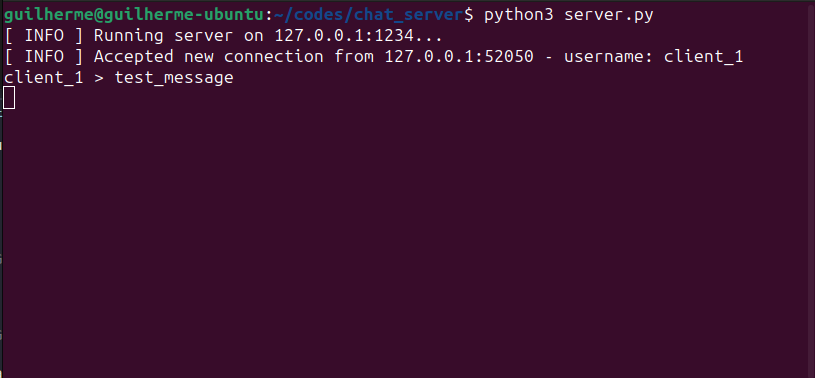 guilherme@guilherme-ubuntu:~/codes/chat_server$ python3 server.py
[ INFO ] Running server on 127.0.0.1:1234...
[ INFO ] Accepted new connection from 127.0.0.1:52050 - username: client_1
client_1 > test_message